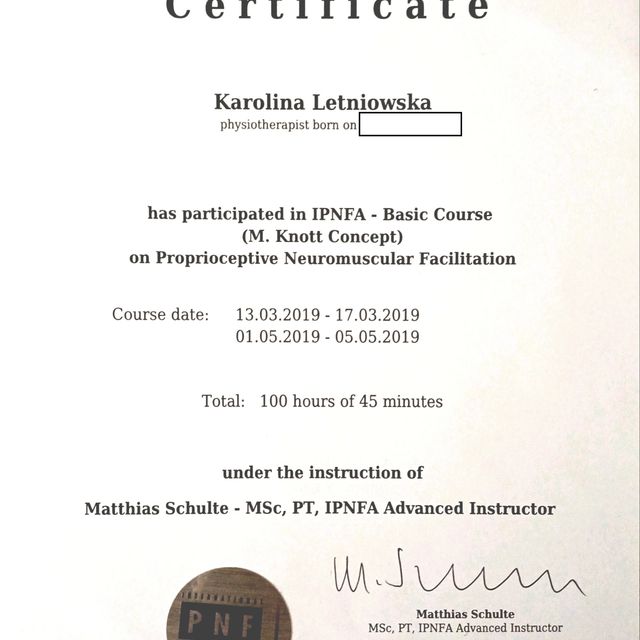 Certificate
Karolina Letniowska
physiotherapist born on
has participated in IPNFA - Basic Course
(M. Knott Concept)
on Proprioceptive Neuromuscular Facilitation
Course date: 13.03.2019 - 17.03.2019
01.05.2019 - 05.05.2019
Total: 100 hours of 45 minutes
under the instruction of
Matthias Schulte - MSc, PT, IPNFA Advanced Instructor
M. Schulte
INTERNATIONAL
PNF
Matthias Schulte
MSc, PT, IPNFA Advanced Instructor